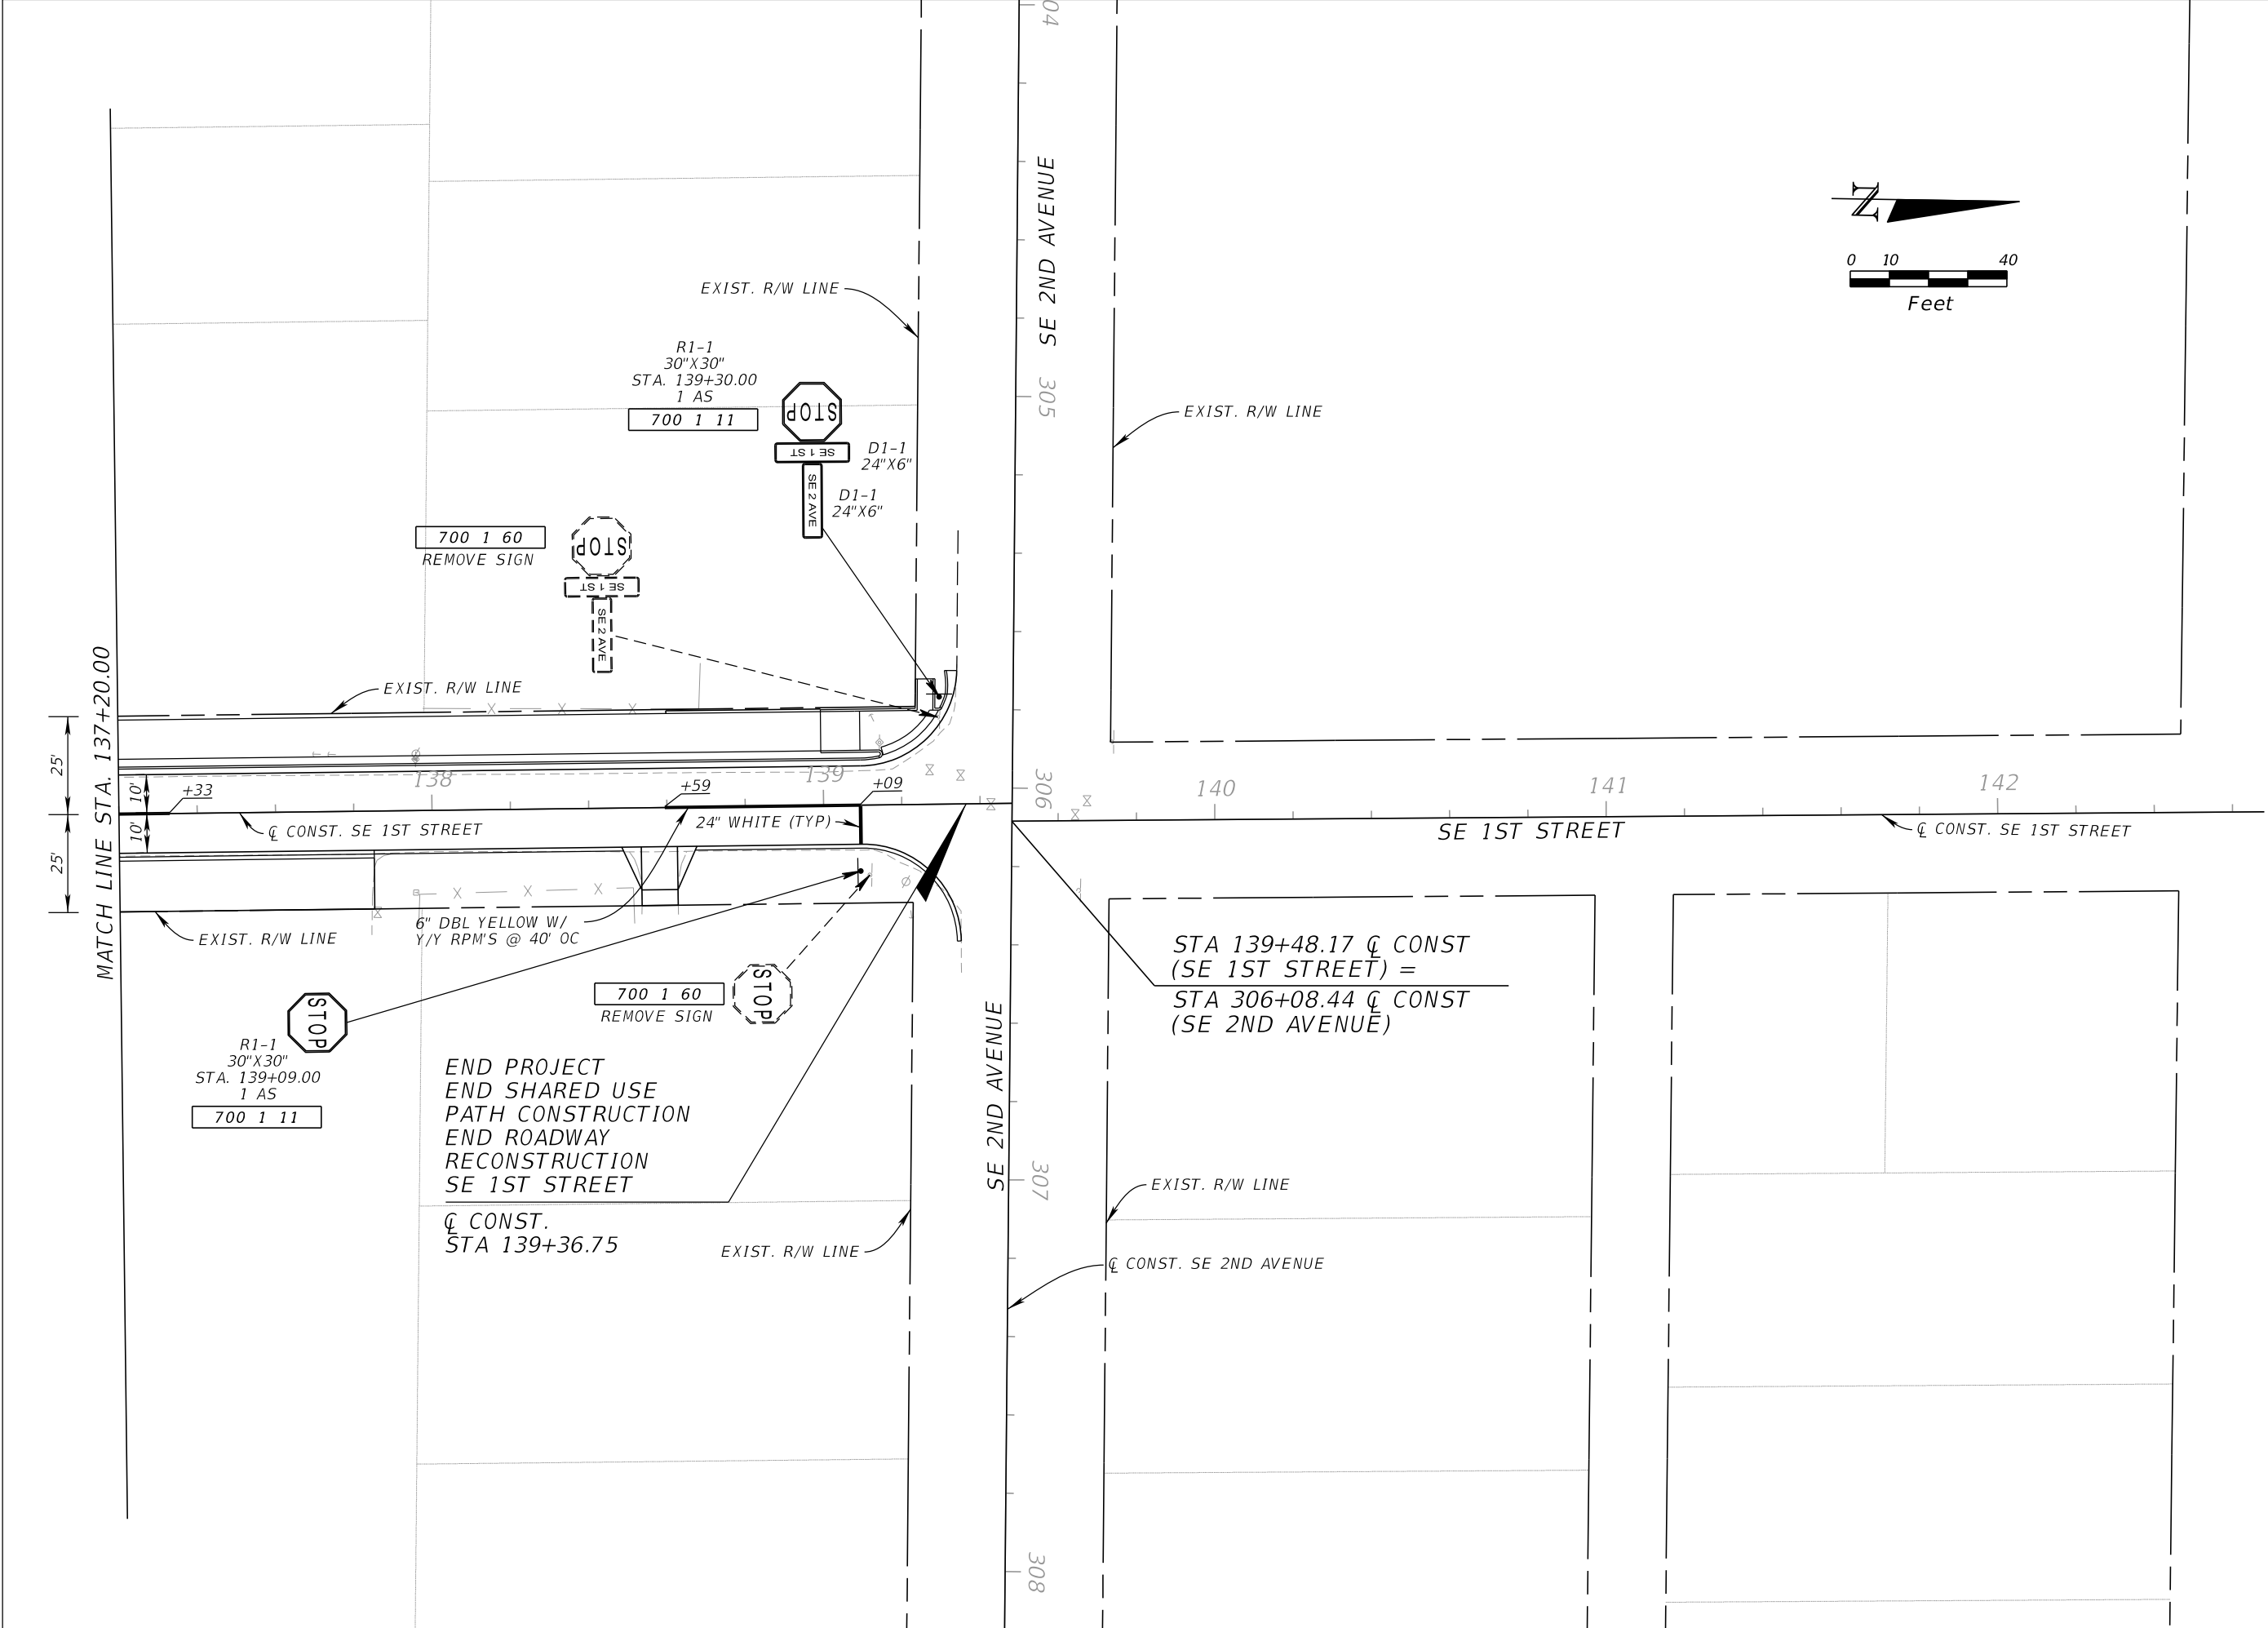 04
SE 2ND AVENUE
N
0 10 40
Feet
EXIST. R/W LINE
R1-1
30"X30"
STA. 139+30.00
1 AS
700 1 11
STOP
SE 1 ST
SE 2 AVE
D1-1
24"X6"
D1-1
24"X6"
305
EXIST. R/W LINE
700 1 60
REMOVE SIGN
STOP
SE 1 ST
SE 2 AVE
MATCH LINE STA. 137+20.00
EXIST. R/W LINE
25'
25'
10'
10'
+33
138
+59
139
+09
306
140
141
142
℄ CONST. SE 1ST STREET
24" WHITE (TYP)
SE 1ST STREET
℄ CONST. SE 1ST STREET
EXIST. R/W LINE
6" DBL YELLOW W/
Y/Y RPM'S @ 40' OC
STA 139+48.17 ℄ CONST
(SE 1ST STREET) =
STA 306+08.44 ℄ CONST
(SE 2ND AVENUE)
700 1 60
REMOVE SIGN
STOP
STOP
R1-1
30"X30"
STA. 139+09.00
1 AS
700 1 11
END PROJECT
END SHARED USE
PATH CONSTRUCTION
END ROADWAY
RECONSTRUCTION
SE 1ST STREET
℄ CONST.
STA 139+36.75
SE 2ND AVENUE
307
EXIST. R/W LINE
EXIST. R/W LINE
℄ CONST. SE 2ND AVENUE
308